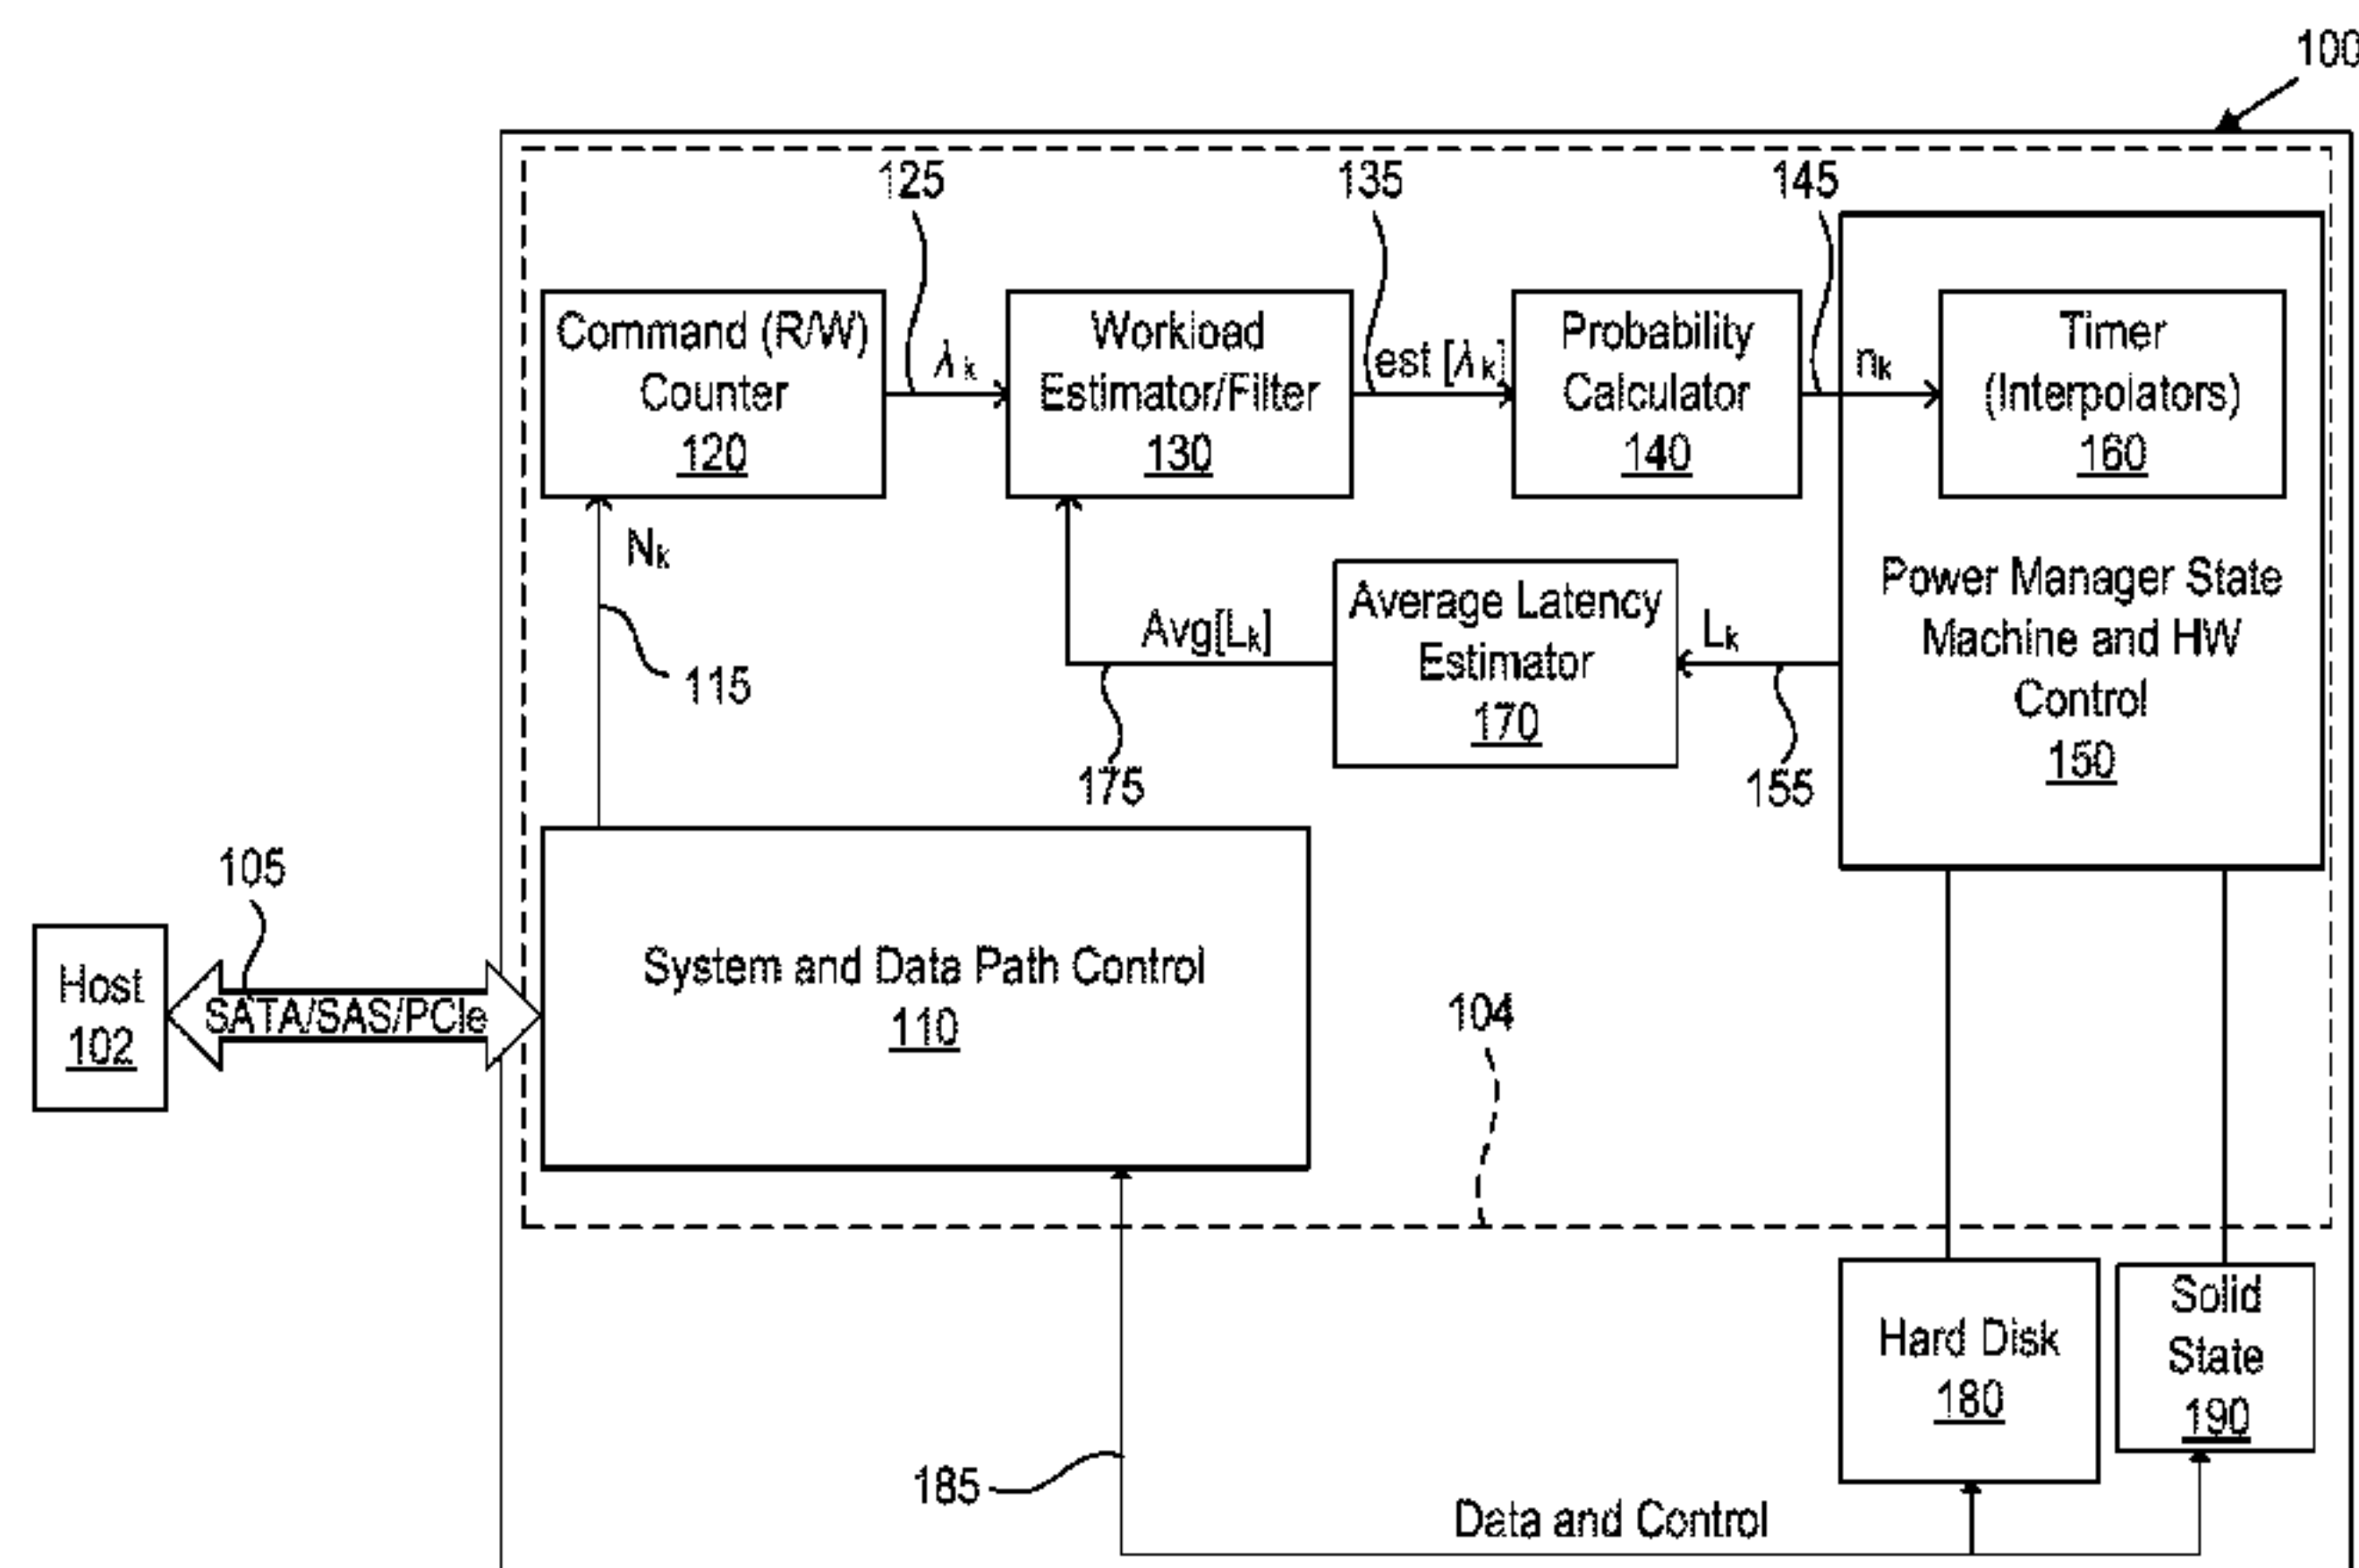 100
125
135
145
Command (R/W)
Counter
120
λk
Workload
Estimator/Filter
130
est [λk]
Probability
Calculator
140
nk
Timer
(Interpolators)
160
Nk
115
Avg[Lk]
175
Average Latency
Estimator
170
Lk
155
Power Manager State
Machine and HW
Control
150
105
Host
102
SATA/SAS/PCIe
System and Data Path Control
110
104
Hard Disk
180
Solid
State
190
185
Data and Control